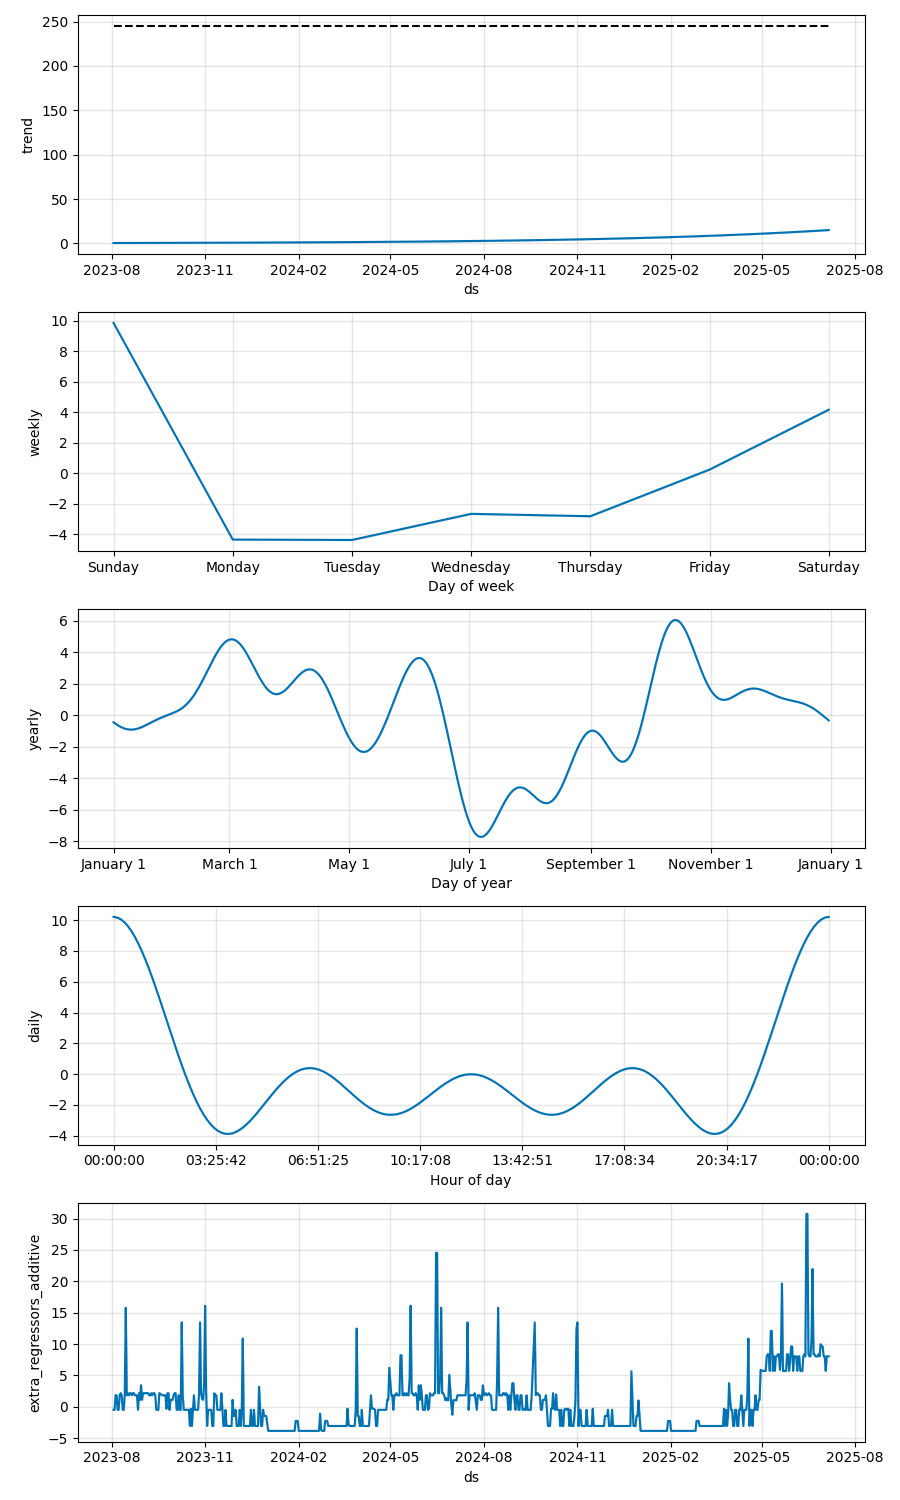 250
200
150
100
50
0
trend
2023-08 2023-11 2024-02 2024-05 2024-08 2024-11 2025-02 2025-05 2025-08
ds
10
8
6
4
2
0
−2
−4
weekly
Sunday Monday Tuesday Wednesday Thursday Friday Saturday
Day of week
6
4
2
0
−2
−4
−6
−8
yearly
January 1 March 1 May 1 July 1 September 1 November 1 January 1
Day of year
10
8
6
4
2
0
−2
−4
daily
00:00:00 03:25:42 06:51:25 10:17:08 13:42:51 17:08:34 20:34:17 00:00:00
Hour of day
30
25
20
15
10
5
0
−5
extra_regressors_additive
2023-08 2023-11 2024-02 2024-05 2024-08 2024-11 2025-02 2025-05 2025-08
ds